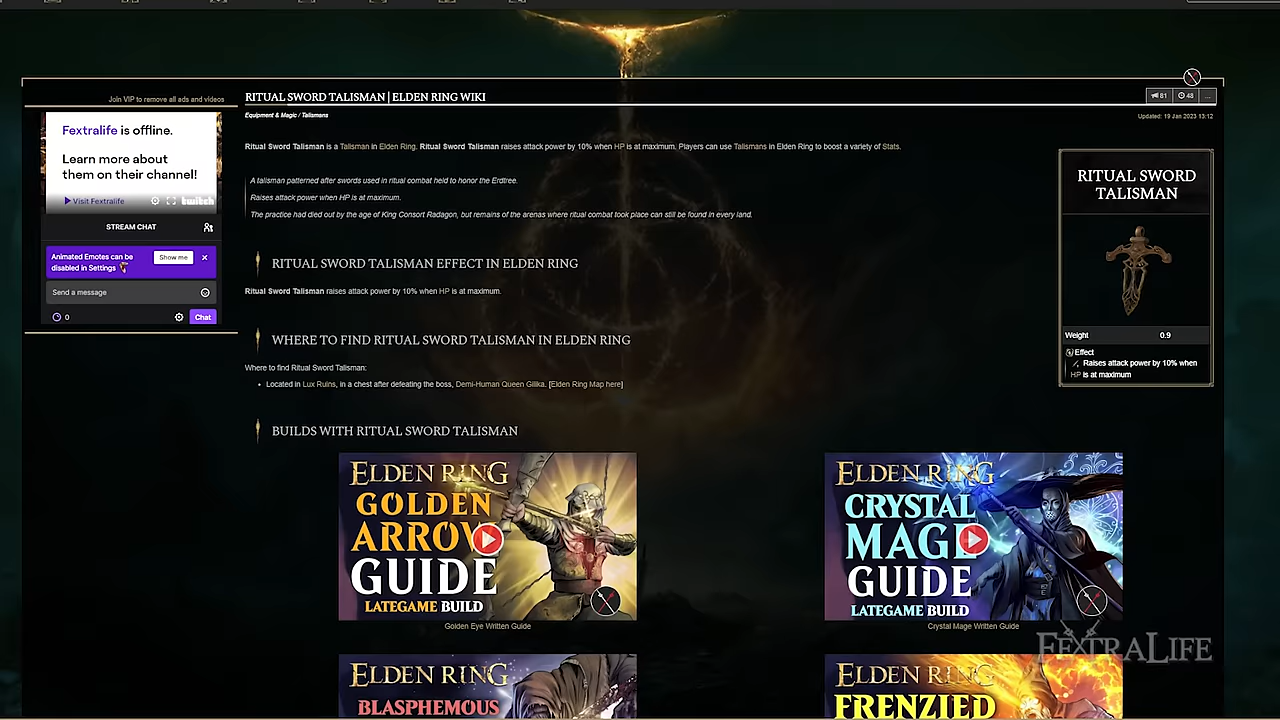 Join VIP to remove all ads and videos
Fextralife is offline.
Learn more about
them on their channel!
Visit Fextralife
twitch
STREAM CHAT
Animated Emotes can be
disabled in Settings
Show me
Send a message
0
Chat
RITUAL SWORD TALISMAN | ELDEN RING WIKI
81
48
...
Equipment & Magic / Talismans
Updated: 19 Jan 2023 13:12
Ritual Sword Talisman is a Talisman in Elden Ring. Ritual Sword Talisman raises attack power by 10% when HP is at maximum. Players can use Talismans in Elden Ring to boost a variety of Stats.
A talisman patterned after swords used in ritual combat held to honor the Erdtree.
Raises attack power when HP is at maximum.
The practice had died out by the age of King Consort Radagon, but remains of the arenas where ritual combat took place can still be found in every land.
RITUAL SWORD TALISMAN EFFECT IN ELDEN RING
Ritual Sword Talisman raises attack power by 10% when HP is at maximum.
WHERE TO FIND RITUAL SWORD TALISMAN IN ELDEN RING
Where to find Ritual Sword Talisman:
Located in Lux Ruins, in a chest after defeating the boss, Demi-Human Queen Gilika. [Elden Ring Map here]
RITUAL SWORD
TALISMAN
Weight 0.9
Effect
Raises attack power by 10% when
HP is at maximum
BUILDS WITH RITUAL SWORD TALISMAN
ELDEN RING
GOLDEN
ARROW
GUIDE
LATEGAME BUILD
Golden Eye Written Guide
ELDEN RING
CRYSTAL
MAGE
GUIDE
LATEGAME BUILD
Crystal Mage Written Guide
ELDEN RING
BLASPHEMOUS
ELDEN RING
FRENZIED
FEXTRALIFE